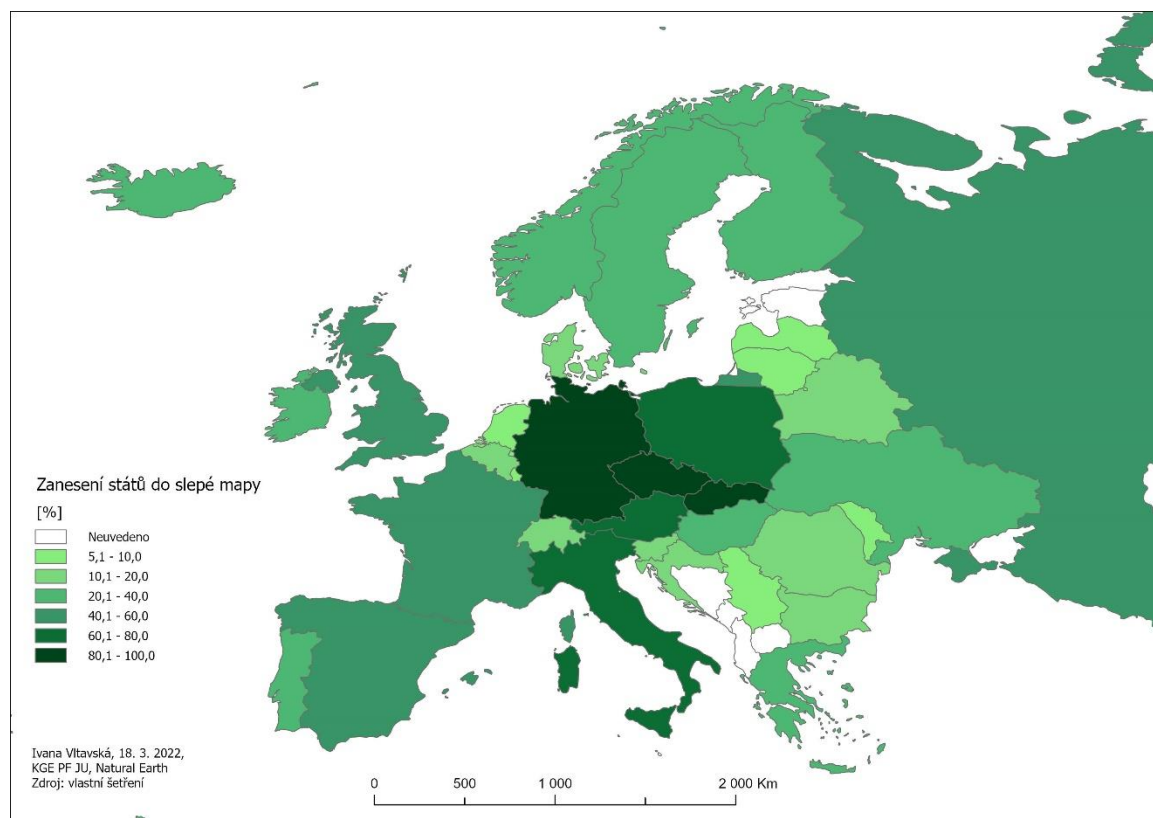 Zanesení států do slepé mapy
[%]
Neuvedeno
5,1 - 10,0
10,1 - 20,0
20,1 - 40,0
40,1 - 60,0
60,1 - 80,0
80,1 - 100,0
Ivana Vltavská, 18. 3. 2022,
KGE PF JU, Natural Earth
Zdroj: vlastní šetření
0 500 1 000 2 000 Km